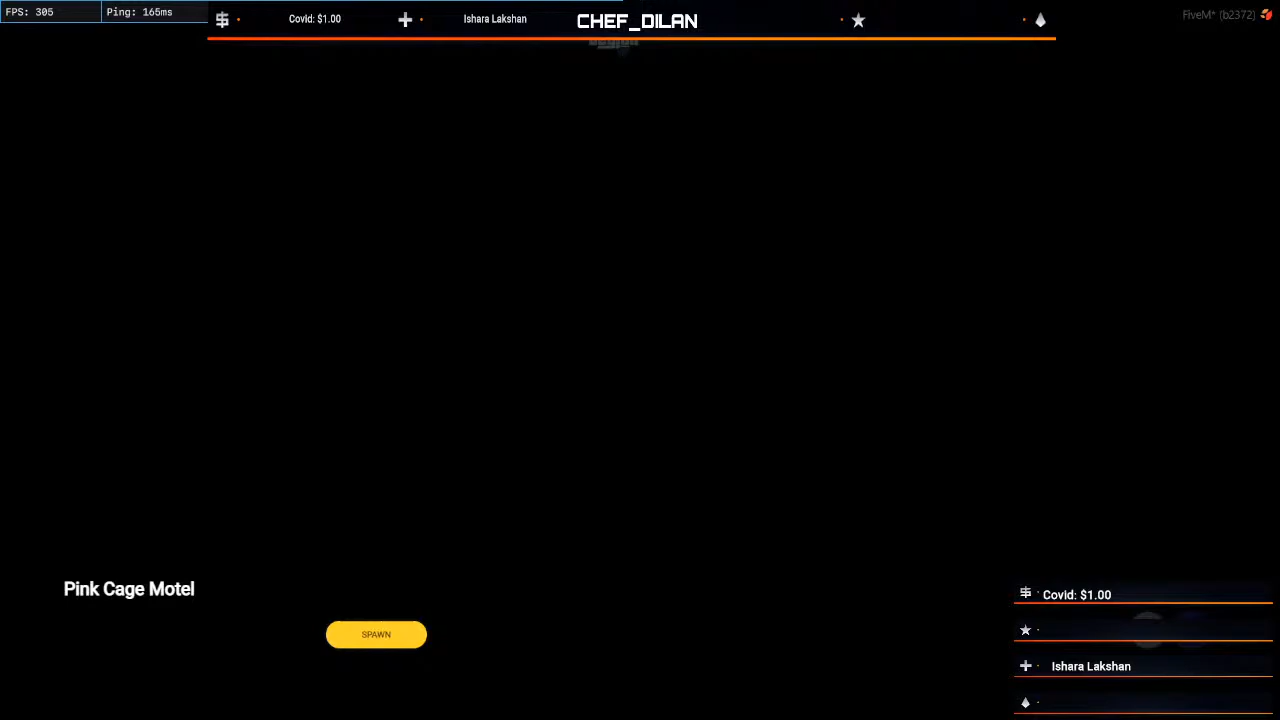 FPS: 305 Ping: 165ms
Covid: $1.00
Ishara Lakshan
CHEF_DILAN
FiveM* (b2372)
Pink Cage Motel
SPAWN
Covid: $1.00
Ishara Lakshan